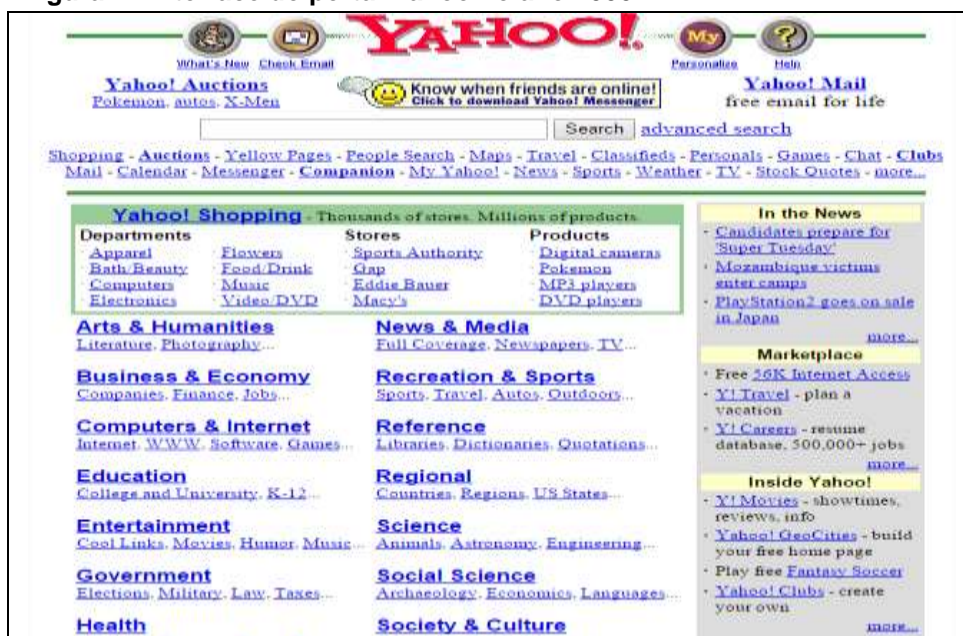 YAHOO!
What's New Check Email
My
?
Personalize Help
Yahoo! Auctions
Pokemon, autos, X-Men
Know when friends are online!
Click to download Yahoo! Messenger
Yahoo! Mail
free email for life
Search advanced search
Shopping - Auctions - Yellow Pages - People Search - Maps - Travel - Classifieds - Personals - Games - Chat - Clubs
Mail - Calendar - Messenger - Companion - My Yahoo! - News - Sports - Weather - TV - Stock Quotes - more...
Yahoo! Shopping - Thousands of stores. Millions of products.
Departments Stores Products
· Apparel · Flowers · Sports Authority · Digital cameras
· Bath/Beauty · Food/Drink · Gap · Pokemon
· Computers · Music · Eddie Bauer · MP3 players
· Electronics · Video/DVD · Macy's · DVD players
Arts & Humanities
Literature, Photography...
News & Media
Full Coverage, Newspapers, TV...
Business & Economy
Companies, Finance, Jobs...
Recreation & Sports
Sports, Travel, Autos, Outdoors...
Computers & Internet
Internet, WWW, Software, Games...
Reference
Libraries, Dictionaries, Quotations...
Education
College and University, K-12...
Regional
Countries, Regions, US States...
Entertainment
Cool Links, Movies, Humor, Music...
Science
Animals, Astronomy, Engineering...
Government
Elections, Military, Law, Taxes...
Social Science
Archaeology, Economics, Languages...
Health
Society & Culture
In the News
· Candidates prepare for
'Super Tuesday'
· Mozambique victims
enter camps
· PlayStation2 goes on sale
in Japan
more...
Marketplace
· Free 56K Internet Access
· Y! Travel - plan a
vacation
· Y! Careers - resume
database, 500,000+ jobs
more...
Inside Yahoo!
· Y! Movies - showtimes,
reviews, info
· Yahoo! GeoCities - build
your free home page
· Play free Fantasy Soccer
· Yahoo! Clubs - create
your own
more...